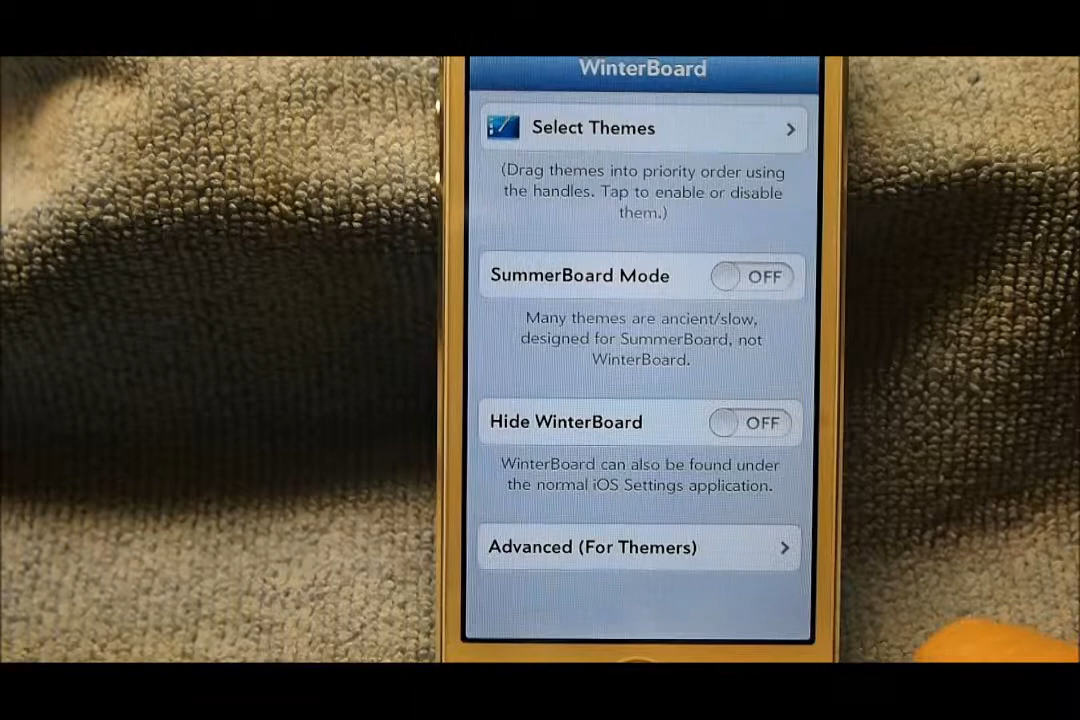 WinterBoard
Select Themes
(Drag themes into priority order using
the handles. Tap to enable or disable
them.)
SummerBoard Mode OFF
Many themes are ancient/slow,
designed for SummerBoard, not
WinterBoard.
Hide WinterBoard OFF
WinterBoard can also be found under
the normal iOS Settings application.
Advanced (For Themers)